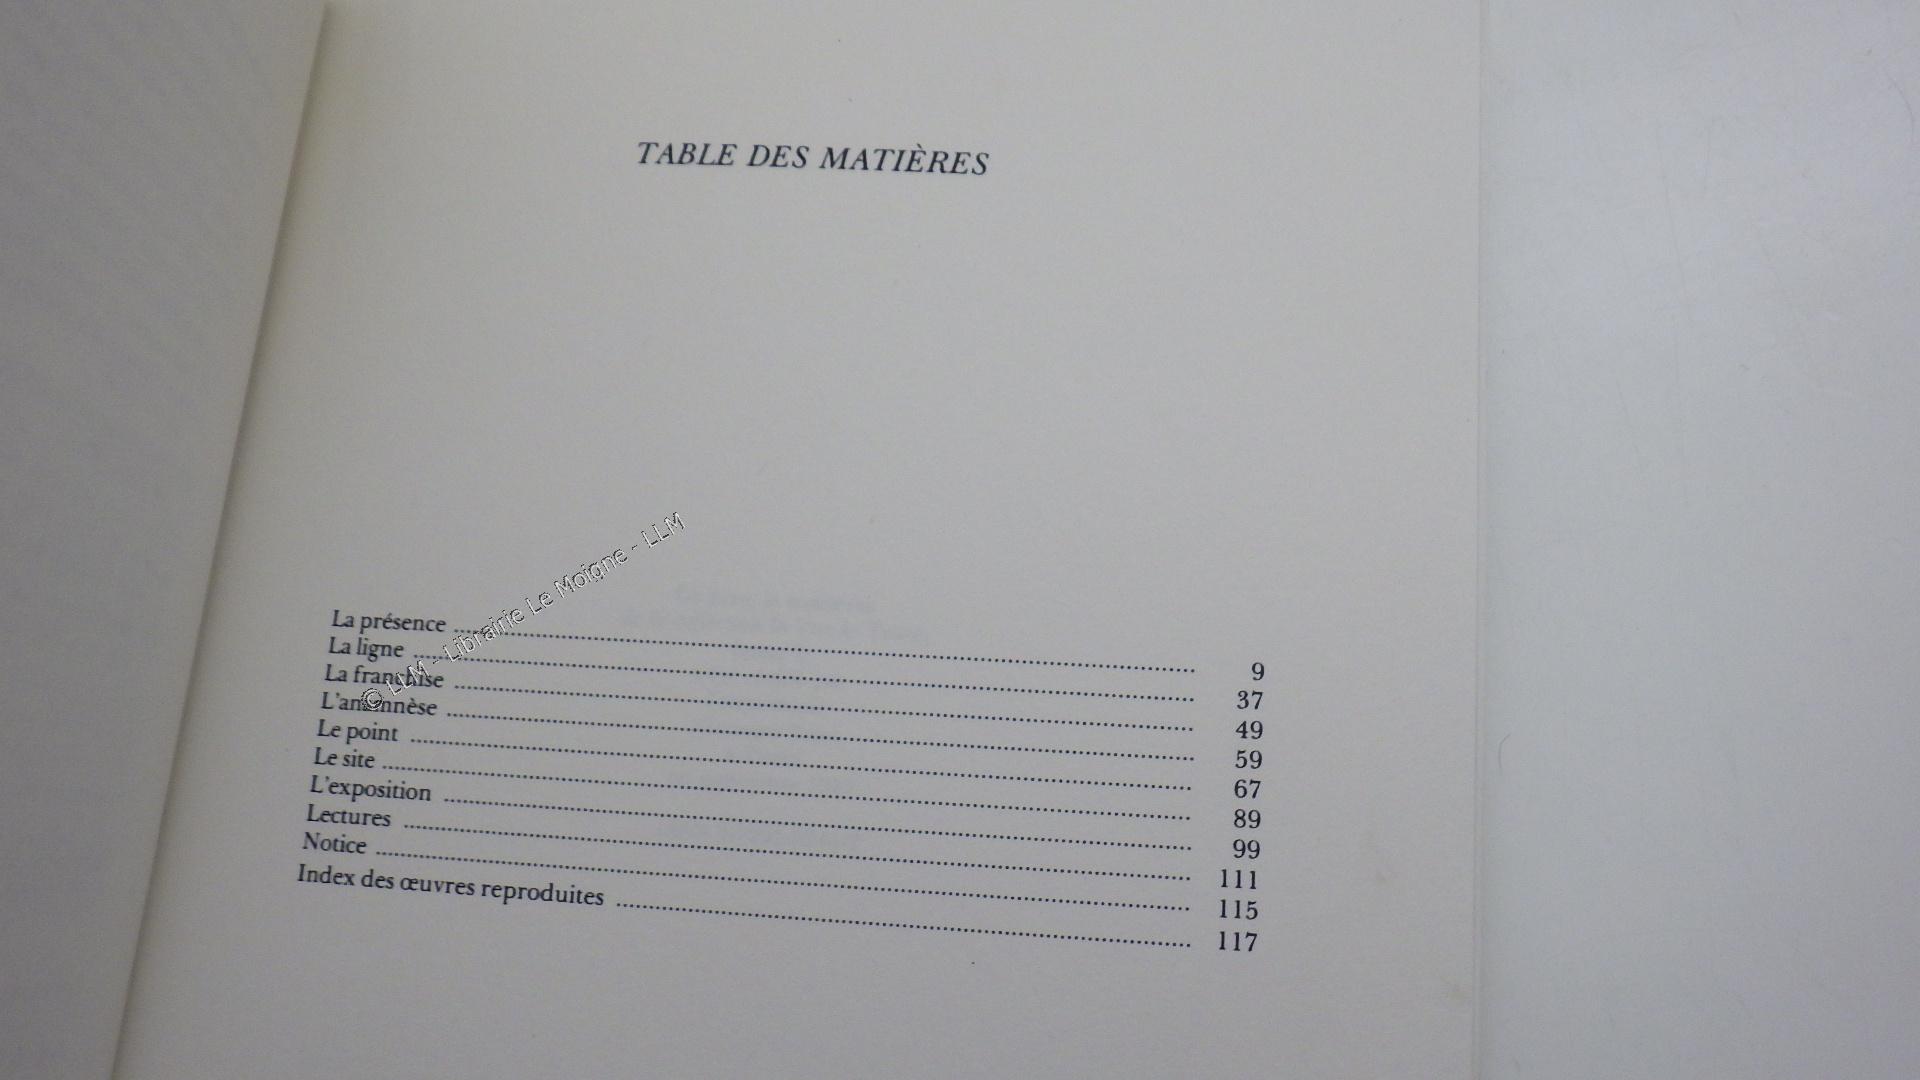 TABLE DES MATIÈRES
La présence ........ 9
La ligne ........ 37
La franchise ........ 49
L'anamnèse ........ 59
Le point ........ 67
Le site ........ 89
L'exposition ........ 99
Lectures ........ 111
Notice ........ 115
Index des œuvres reproduites ........ 117
© LLM - Librairie Le Moigne - LLM